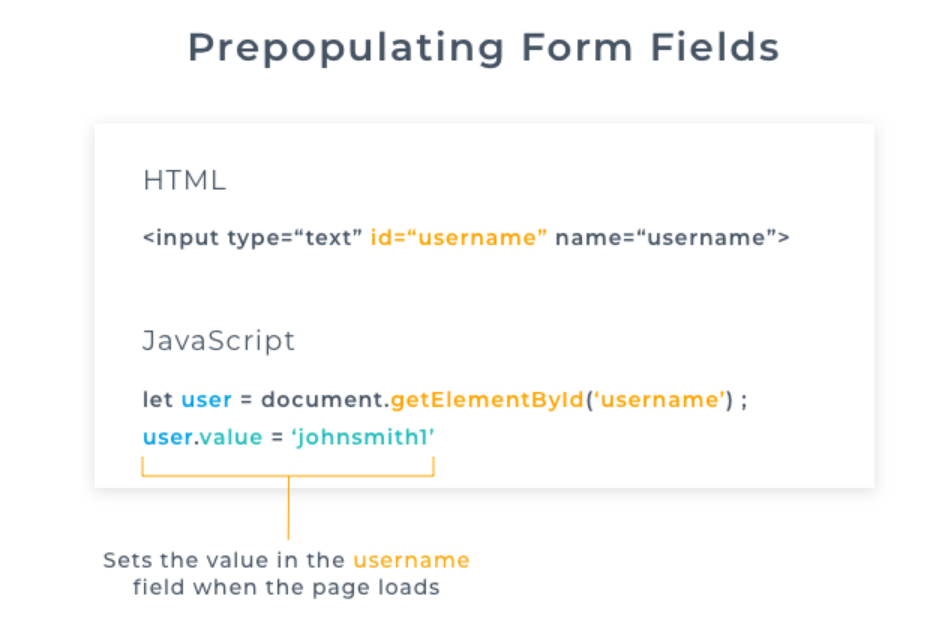 Prepopulating Form Fields
HTML
<input type=“text” id=“username” name=“username”>
JavaScript
let user = document.getElementById(‘username’) ;
user.value = ‘johnsmith1’
Sets the value in the username
field when the page loads